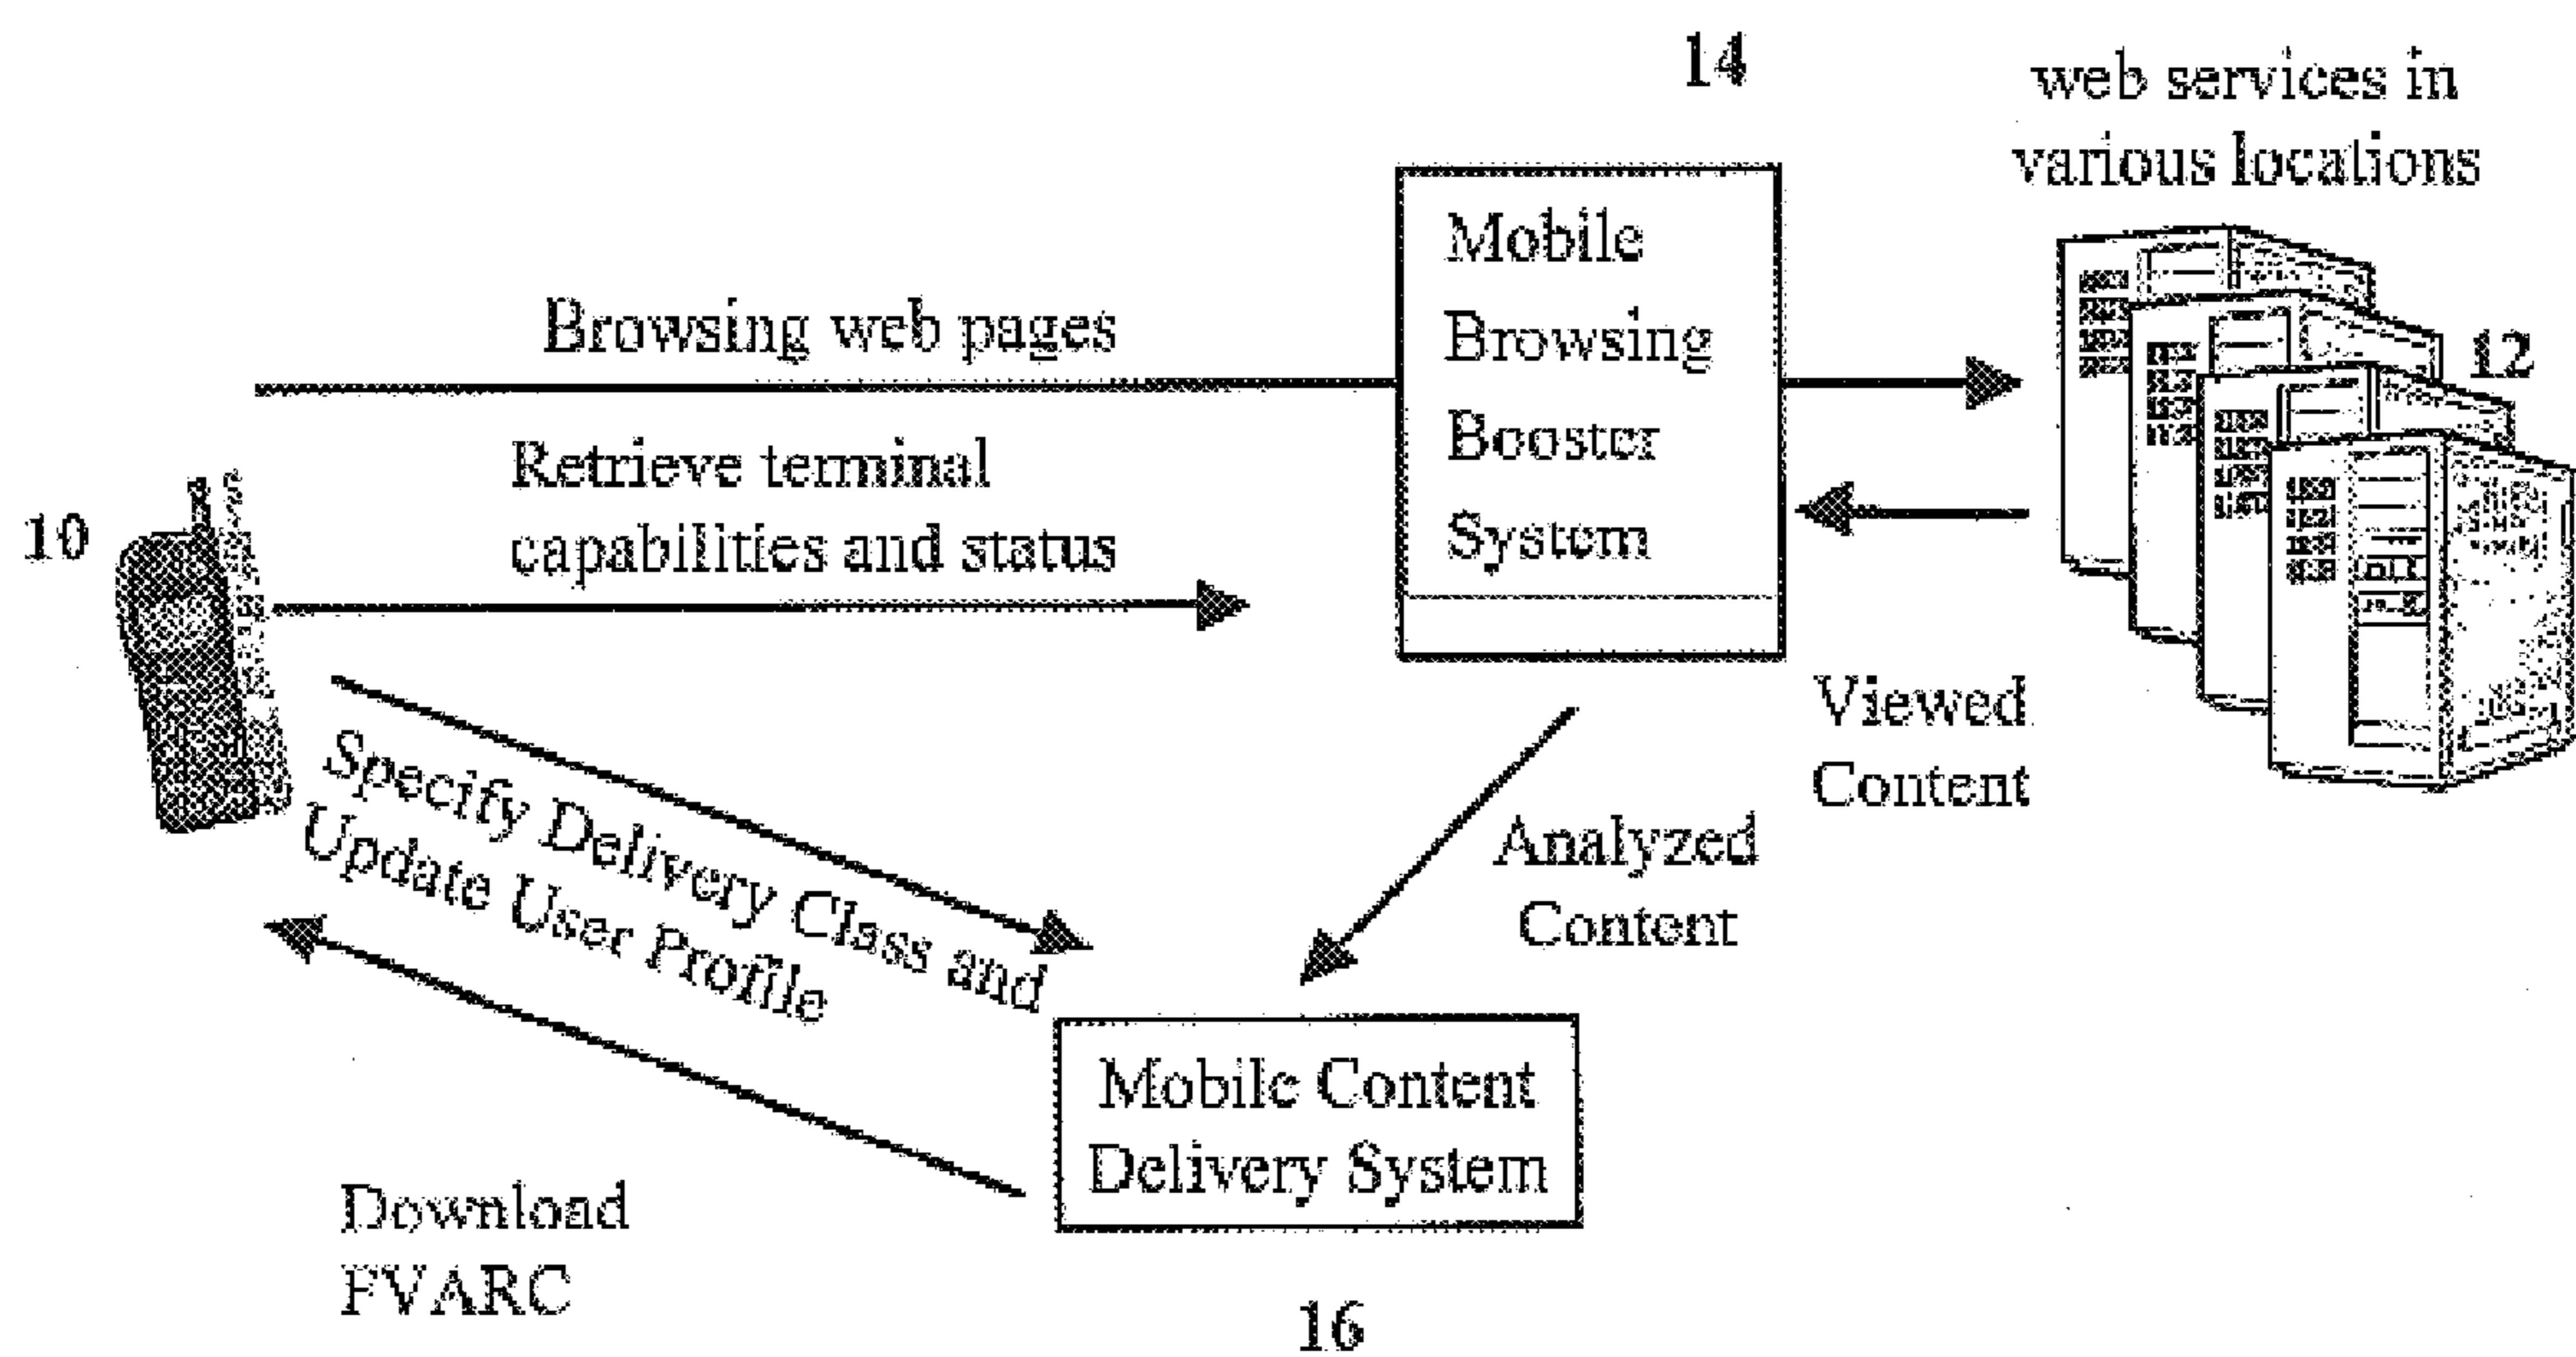 14
web services in
various locations
Mobile
Browsing
Booster
System
Browsing web pages
12
Retrieve terminal
capabilities and status
10
Viewed
Content
Specify Delivery Class and
Update User Profile
Analyzed
Content
Mobile Content
Delivery System
Download
FVARC
16